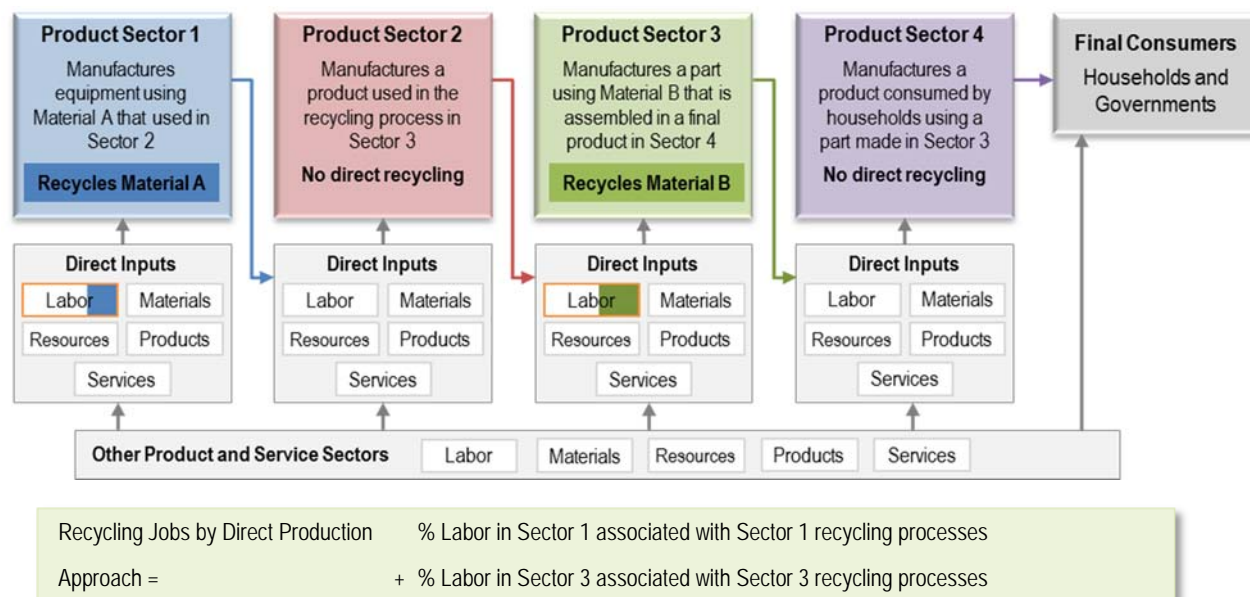 Product Sector 1
Manufactures
equipment using
Material A that used in
Sector 2
Recycles Material A
Product Sector 2
Manufactures a
product used in the
recycling process in
Sector 3
No direct recycling
Product Sector 3
Manufactures a part
using Material B that is
assembled in a final
product in Sector 4
Recycles Material B
Product Sector 4
Manufactures a
product consumed by
households using a
part made in Sector 3
No direct recycling
Final Consumers
Households and
Governments
Direct Inputs
Labor Materials
Resources Products
Services
Direct Inputs
Labor Materials
Resources Products
Services
Direct Inputs
Labor Materials
Resources Products
Services
Direct Inputs
Labor Materials
Resources Products
Services
Other Product and Service Sectors Labor Materials Resources Products Services
Recycling Jobs by Direct Production % Labor in Sector 1 associated with Sector 1 recycling processes
Approach = + % Labor in Sector 3 associated with Sector 3 recycling processes